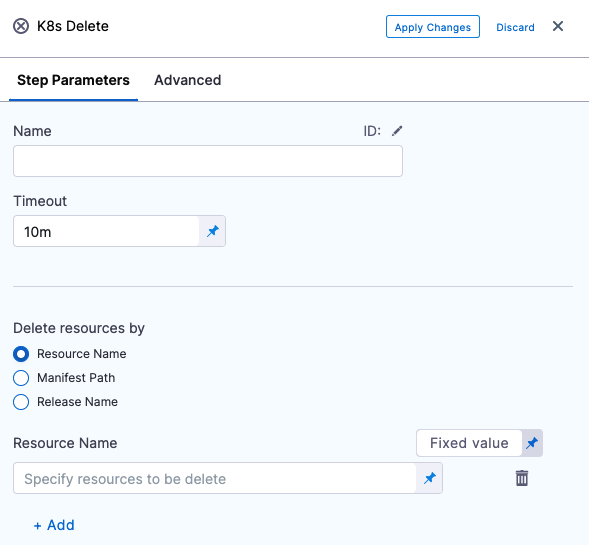 K8s Delete
Apply Changes
Discard
Step Parameters
Advanced
Name
ID:
Timeout
10m
Delete resources by
Resource Name
Manifest Path
Release Name
Resource Name
Fixed value
Specify resources to be delete
+ Add